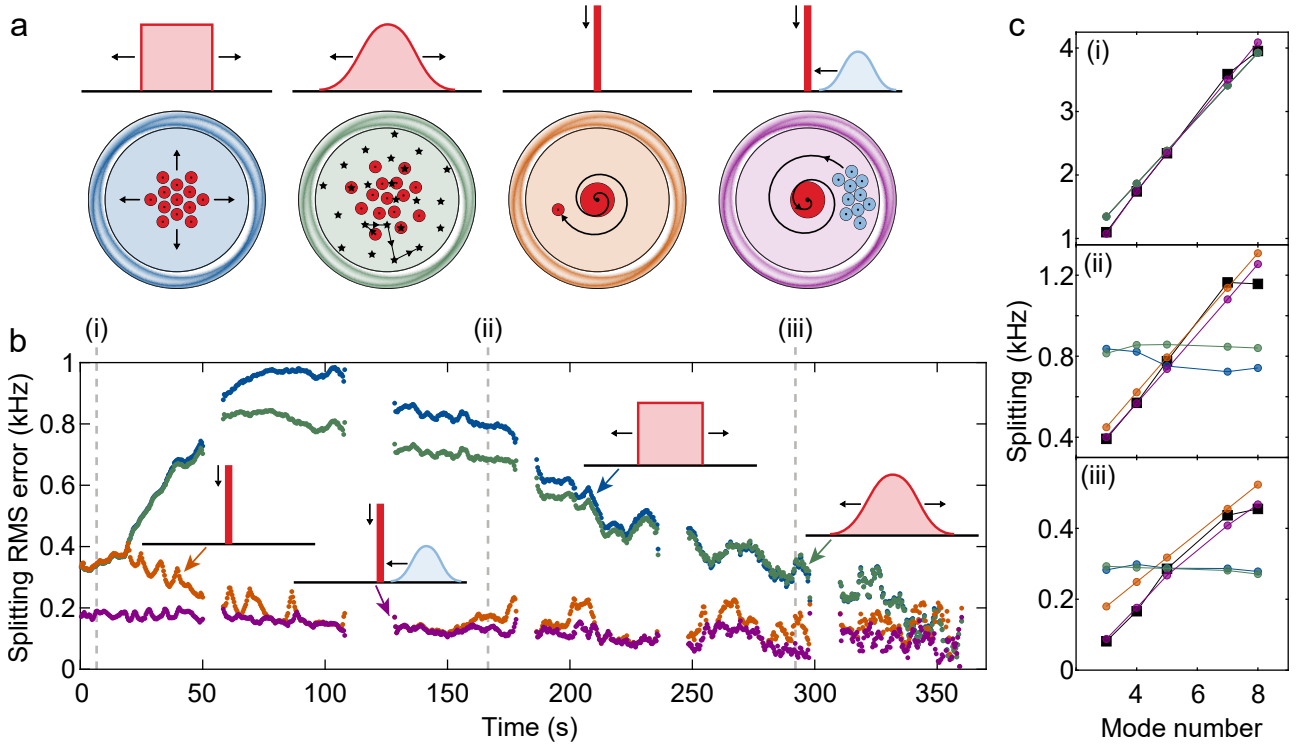 a
b
c
(i)
(ii)
(iii)
Splitting RMS error (kHz)
1
0.8
0.6
0.4
0.2
0
0
50
100
150
200
250
300
350
Time (s)
(i)
4
3
2
1
(ii)
1.2
0.8
0.4
(iii)
0.4
0.2
0
Splitting (kHz)
4
6
8
Mode number